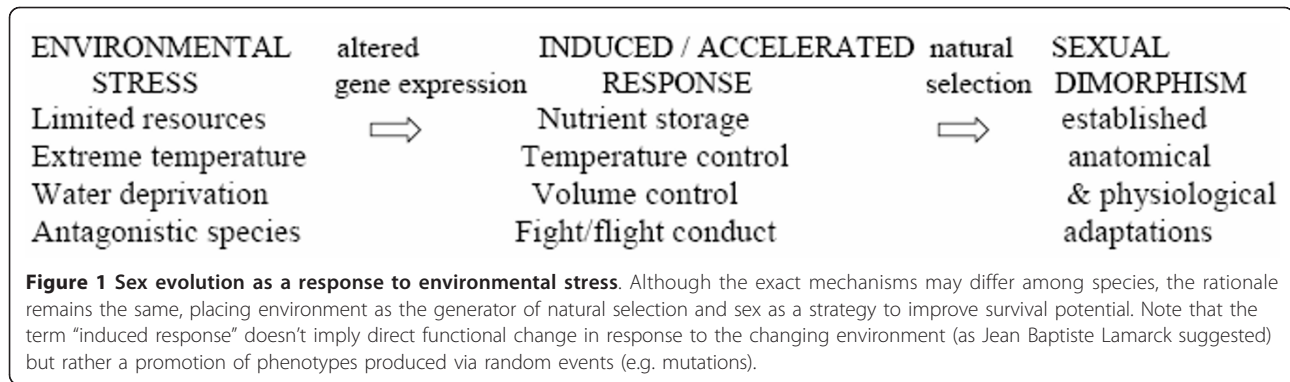 ENVIRONMENTAL altered INDUCED / ACCELERATED natural SEXUAL
STRESS gene expression RESPONSE selection DIMORPHISM
Limited resources ⇨ Nutrient storage ⇨ established
Extreme temperature Temperature control anatomical
Water deprivation Volume control & physiological
Antagonistic species Fight/flight conduct adaptations
Figure 1 Sex evolution as a response to environmental stress. Although the exact mechanisms may differ among species, the rationale
remains the same, placing environment as the generator of natural selection and sex as a strategy to improve survival potential. Note that the
term “induced response” doesn’t imply direct functional change in response to the changing environment (as Jean Baptiste Lamarck suggested)
but rather a promotion of phenotypes produced via random events (e.g. mutations).